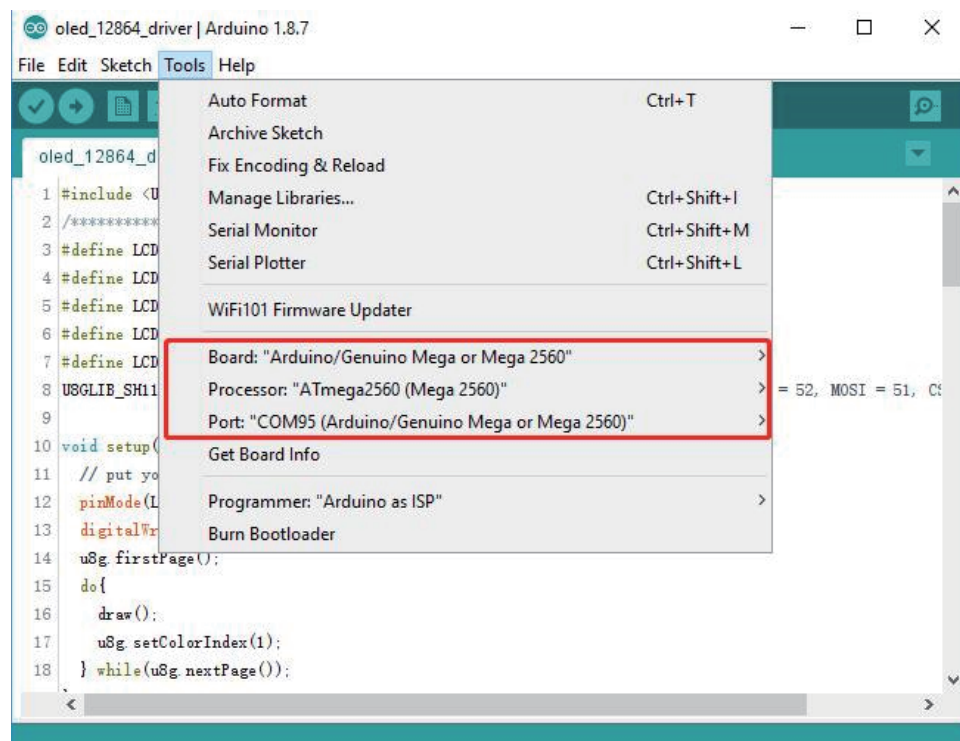 oled_12864_driver | Arduino 1.8.7
File Edit Sketch Tools Help
Auto Format Ctrl+T
Archive Sketch
oled_12864_d
Fix Encoding & Reload
1 #include <U
Manage Libraries... Ctrl+Shift+I
2 /**********
Serial Monitor Ctrl+Shift+M
3 #define LCD
Serial Plotter Ctrl+Shift+L
4 #define LCD
5 #define LCD
WiFi101 Firmware Updater
6 #define LCD
7 #define LCD
Board: "Arduino/Genuino Mega or Mega 2560"
8 U8GLIB_SH11
Processor: "ATmega2560 (Mega 2560)"
= 52, MOSI = 51, CS
9
Port: "COM95 (Arduino/Genuino Mega or Mega 2560)"
10 void setup(
Get Board Info
11 // put yo
12 pinMode(L
Programmer: "Arduino as ISP"
13 digitalWr
Burn Bootloader
14 u8g.firstPage();
15 do{
16 draw();
17 u8g.setColorIndex(1);
18 } while(u8g.nextPage());